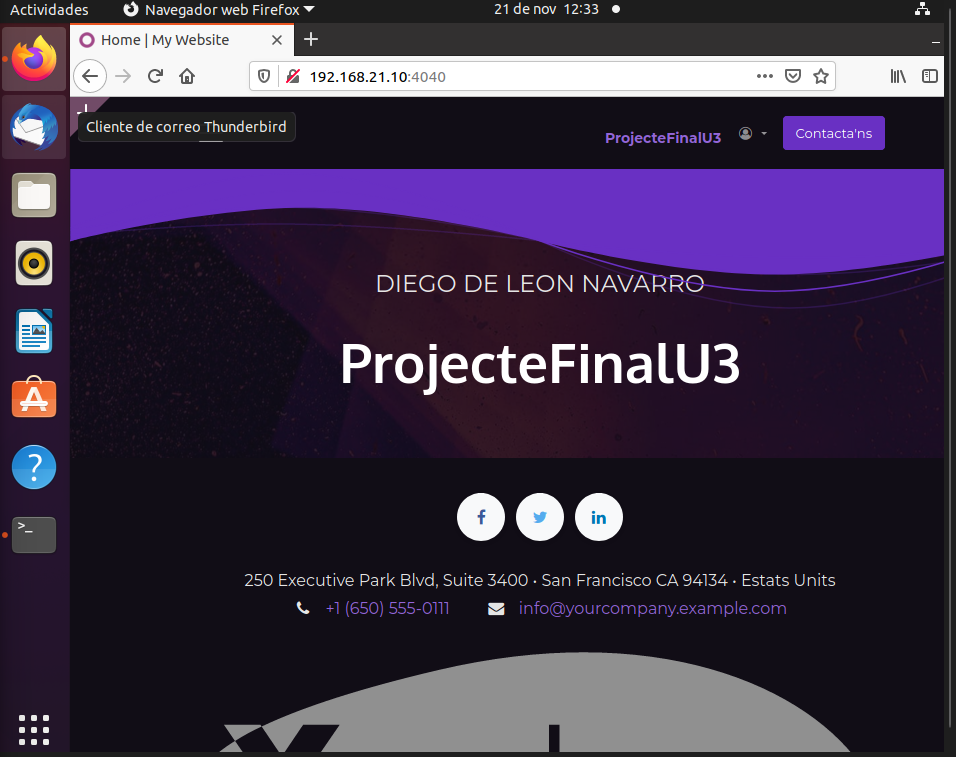 Actividades
Navegador web Firefox
21 de nov 12:33
Home | My Website
192.168.21.10:4040
Cliente de correo Thunderbird
ProjecteFinalU3
Contacta'ns
DIEGO DE LEON NAVARRO
ProjecteFinalU3
250 Executive Park Blvd, Suite 3400 • San Francisco CA 94134 • Estats Units
+1 (650) 555-0111
info@yourcompany.example.com